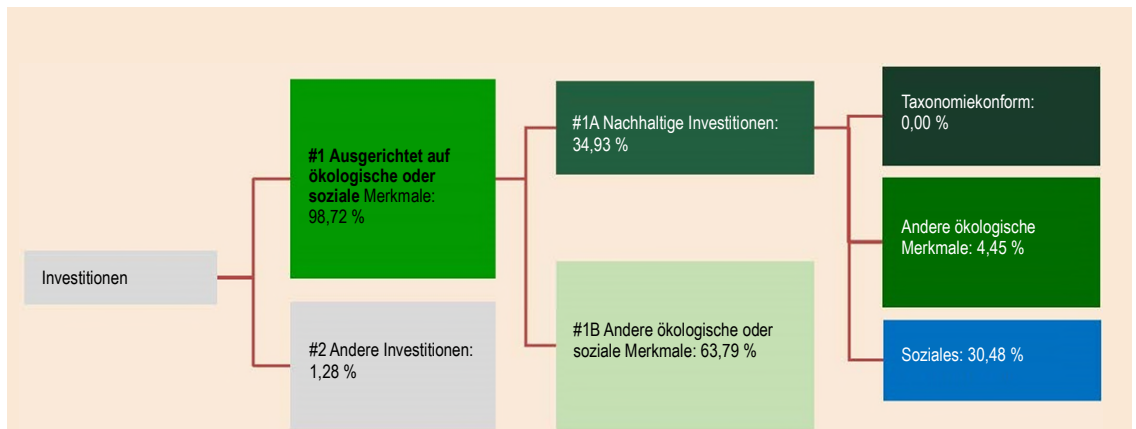 Investitionen
#1 Ausgerichtet auf
ökologische oder
soziale Merkmale:
98,72 %
#2 Andere Investitionen:
1,28 %
#1A Nachhaltige Investitionen:
34,93 %
#1B Andere ökologische oder
soziale Merkmale: 63,79 %
Taxonomiekonform:
0,00 %
Andere ökologische
Merkmale: 4,45 %
Soziales: 30,48 %